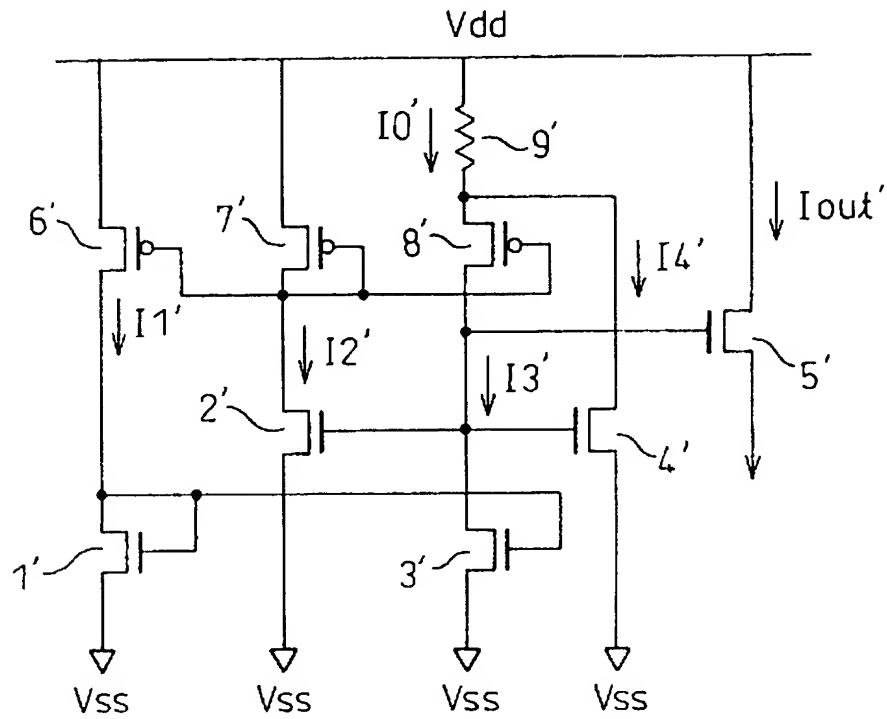 Vdd
I0'
9'
Iout'
6'
7'
8'
I4'
I1'
I2'
I3'
5'
2'
4'
1'
3'
Vss
Vss
Vss
Vss